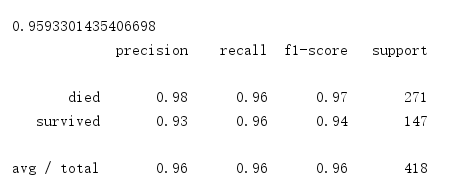 0.9593301435406698
precision recall f1-score support
died 0.98 0.96 0.97 271
survived 0.93 0.96 0.94 147
avg / total 0.96 0.96 0.96 418